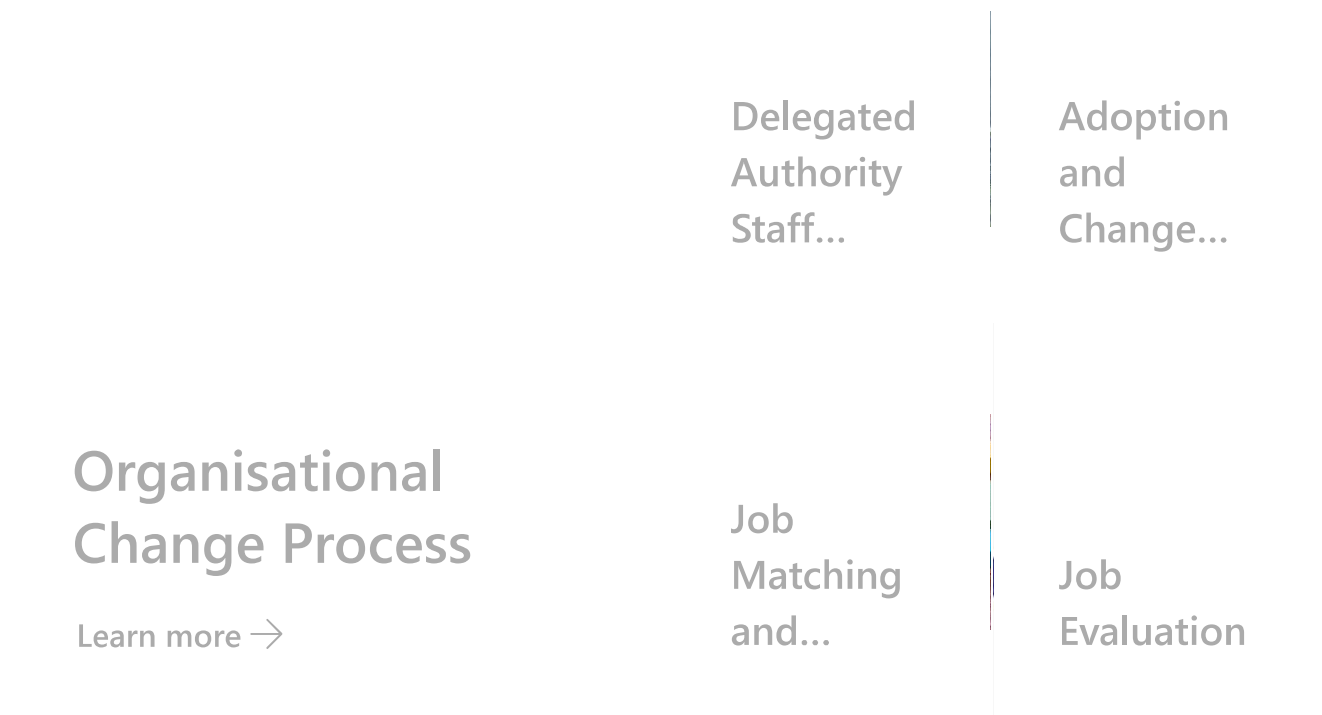 Organisational
Change Process
Learn more
Delegated
Authority
Staff...
Adoption
and
Change...
Job
Matching
and...
Job
Evaluation